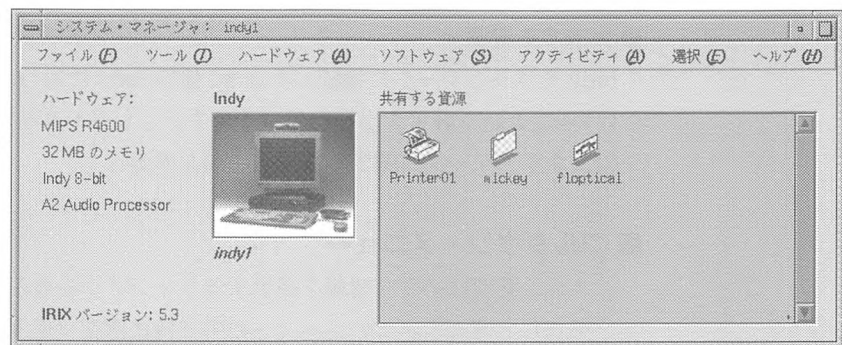 システム・マネージャ: indy1
ファイル(F) ツール(T) ハードウェア(A) ソフトウェア(S) アクティビティ(A) 選択(E) ヘルプ(H)
ハードウェア:
MIPS R4600
32 MB のメモリ
Indy 8-bit
A2 Audio Processor
IRIX バージョン: 5.3
Indy
indy1
共有する資源
Printer01 mickey floptical